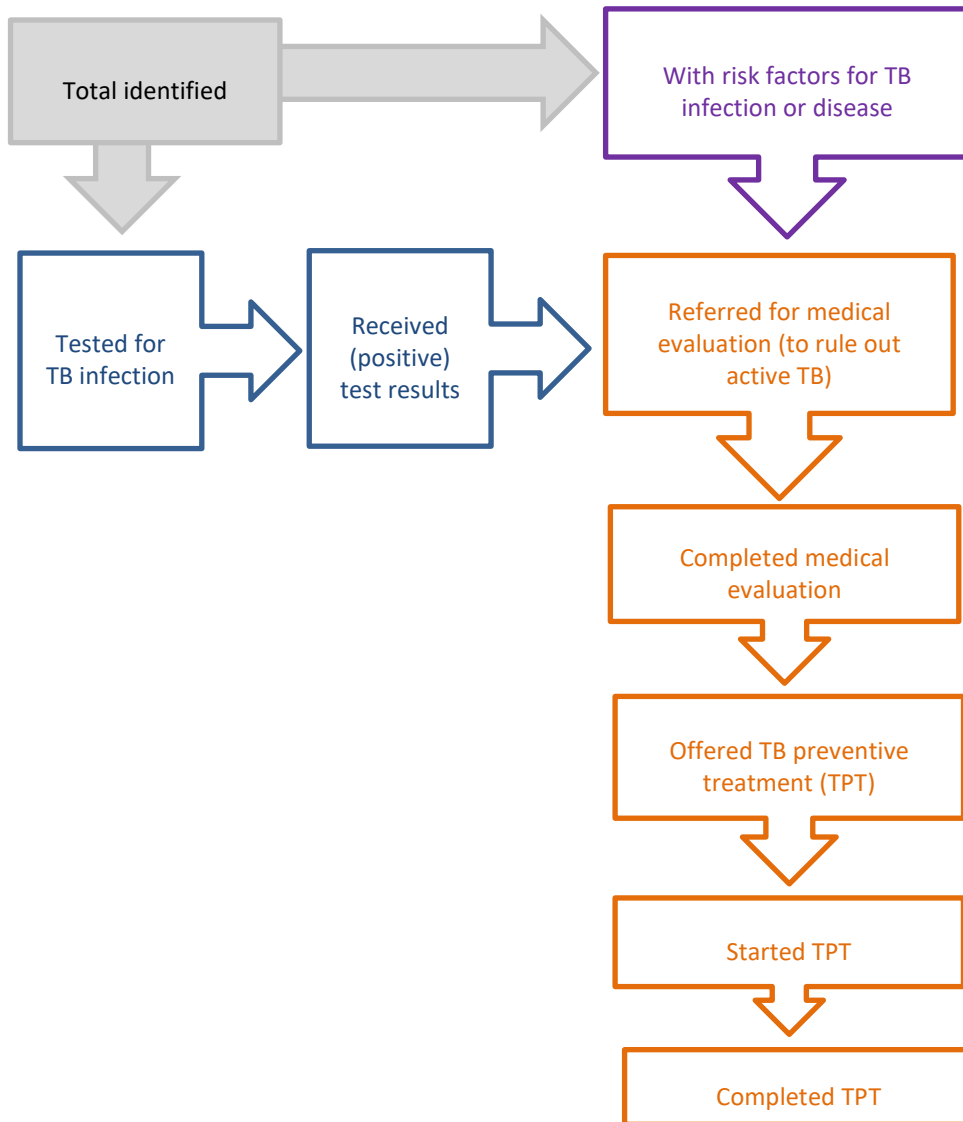 Total identified
With risk factors for TB
infection or disease
Tested for
TB infection
Received
(positive)
test results
Referred for medical
evaluation (to rule out
active TB)
Completed medical
evaluation
Offered TB preventive
treatment (TPT)
Started TPT
Completed TPT